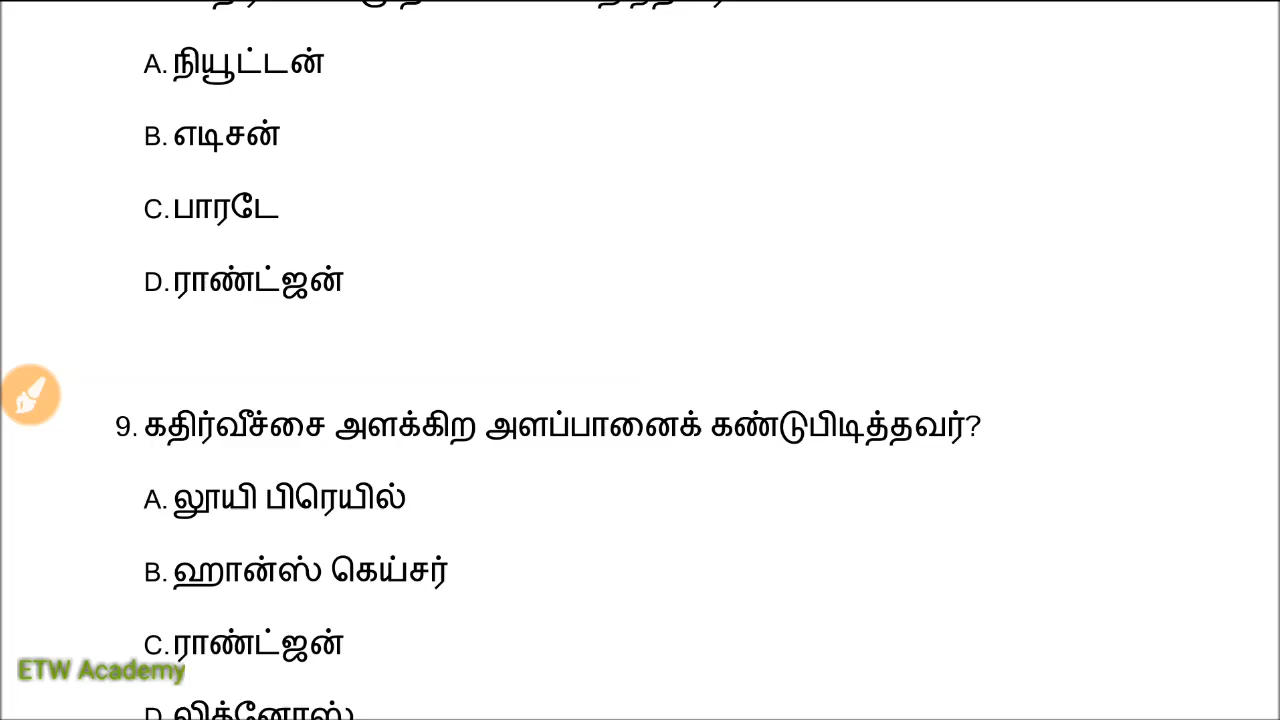 A. நியூட்டன்
B. எடிசன்
C. பாரடே
D. ராண்ட்ஜன்
9. கதிர்வீச்சை அளக்கிற அளப்பானைக் கண்டுபிடித்தவர்?
A. லூயி பிரெயில்
B. ஹான்ஸ் கெய்சர்
C. ராண்ட்ஜன்
ETW Academy